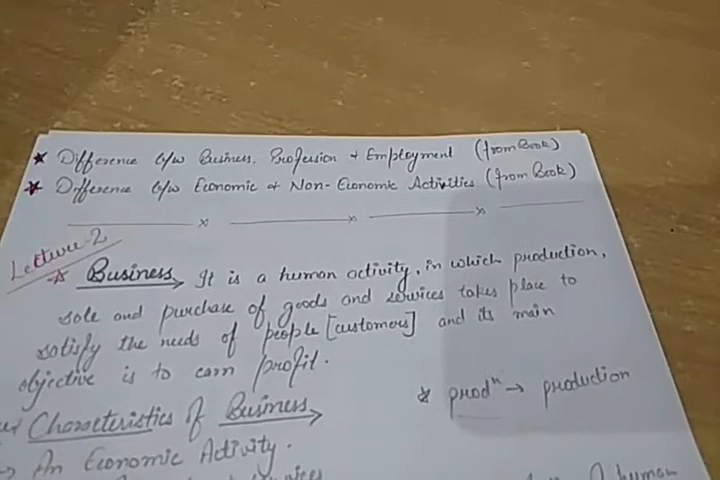 ★ Difference b/w Business, Profession & Employment (from Book)
★ Difference b/w Economic & Non-Economic Activities (from Book)
Lecture-2
Business It is a human activity, in which production,
sale and purchase of goods and services takes place to
satisfy the needs of people [customers] and its main
objective is to earn profit.
* prodⁿ → production
Characteristics of Business
→ An Economic Activity.
human